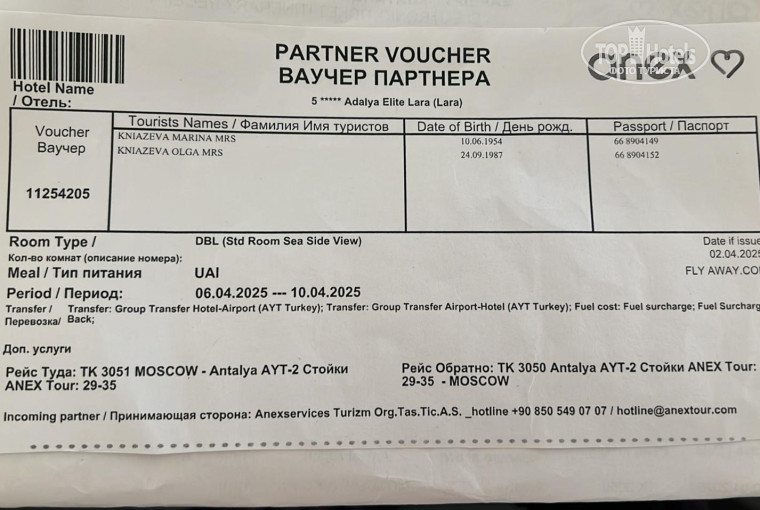 PARTNER VOUCHER
ВАУЧЕР ПАРТНЕРА
anex
TOP Hotels
ФОТО ТУРИСТА
Hotel Name
/ Отель:
5 ***** Adalya Elite Lara (Lara)
Voucher
Ваучер
11254205
Tourists Names / Фамилия Имя туристов
Date of Birth / День рожд.
Passport / Паспорт
KNIAZEVA MARINA MRS 10.06.1954 66 8904149
KNIAZEVA OLGA MRS 24.09.1987 66 8904152
Room Type /
Кол-во комнат (описание номера):
DBL (Std Room Sea Side View)
Date if issue
02.04.2025
Meal / Тип питания UAI
FLY AWAY.CO
Period / Период: 06.04.2025 --- 10.04.2025
Transfer /
Перевозка/
Transfer: Group Transfer Hotel-Airport (AYT Turkey); Transfer: Group Transfer Airport-Hotel (AYT Turkey); Fuel cost: Fuel surcharge; Fuel Surcharg
Back;
Доп. услуги
Рейс Туда: TK 3051 MOSCOW - Antalya AYT-2 Стойки
ANEX Tour: 29-35
Рейс Обратно: TK 3050 Antalya AYT-2 Стойки ANEX Tour:
29-35 - MOSCOW
Incoming partner / Принимающая сторона: Anexservices Turizm Org.Tas.Tic.A.S. _hotline +90 850 549 07 07 / hotline@anextour.com